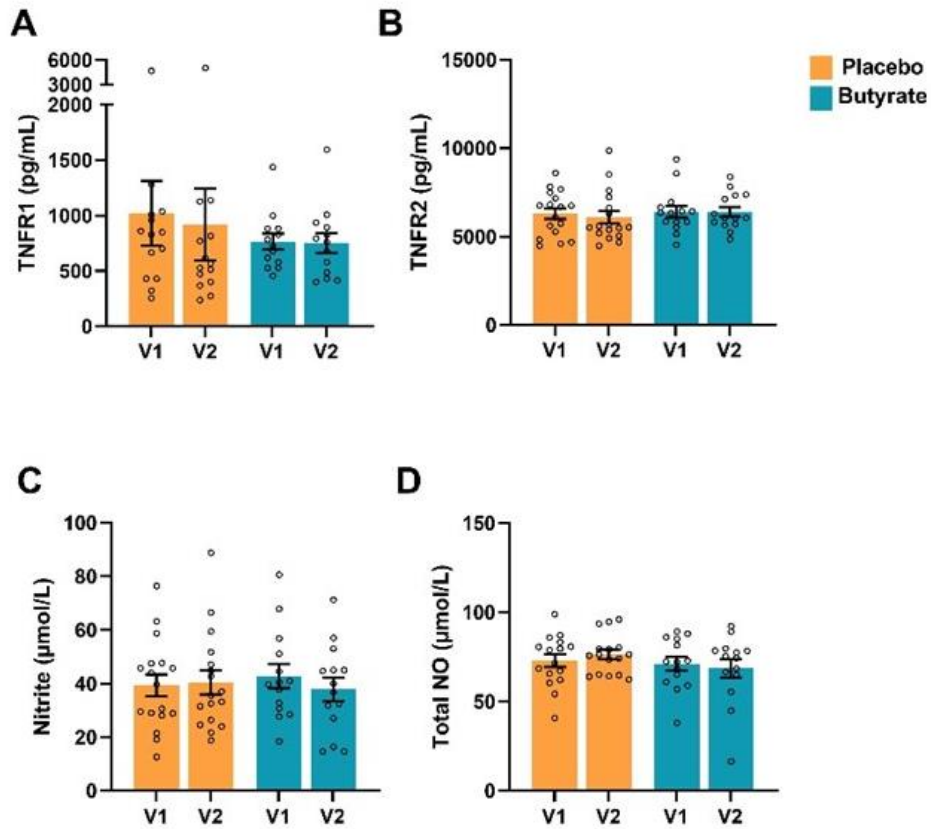 A
TNFR1 (pg/mL)
6000
3000
2000
1500
1000
500
0
V1 V2 V1 V2
B
TNFR2 (pg/mL)
15000
10000
5000
0
V1 V2 V1 V2
Placebo
Butyrate
C
Nitrite (μmol/L)
100
80
60
40
20
0
V1 V2 V1 V2
D
Total NO (μmol/L)
150
100
50
0
V1 V2 V1 V2